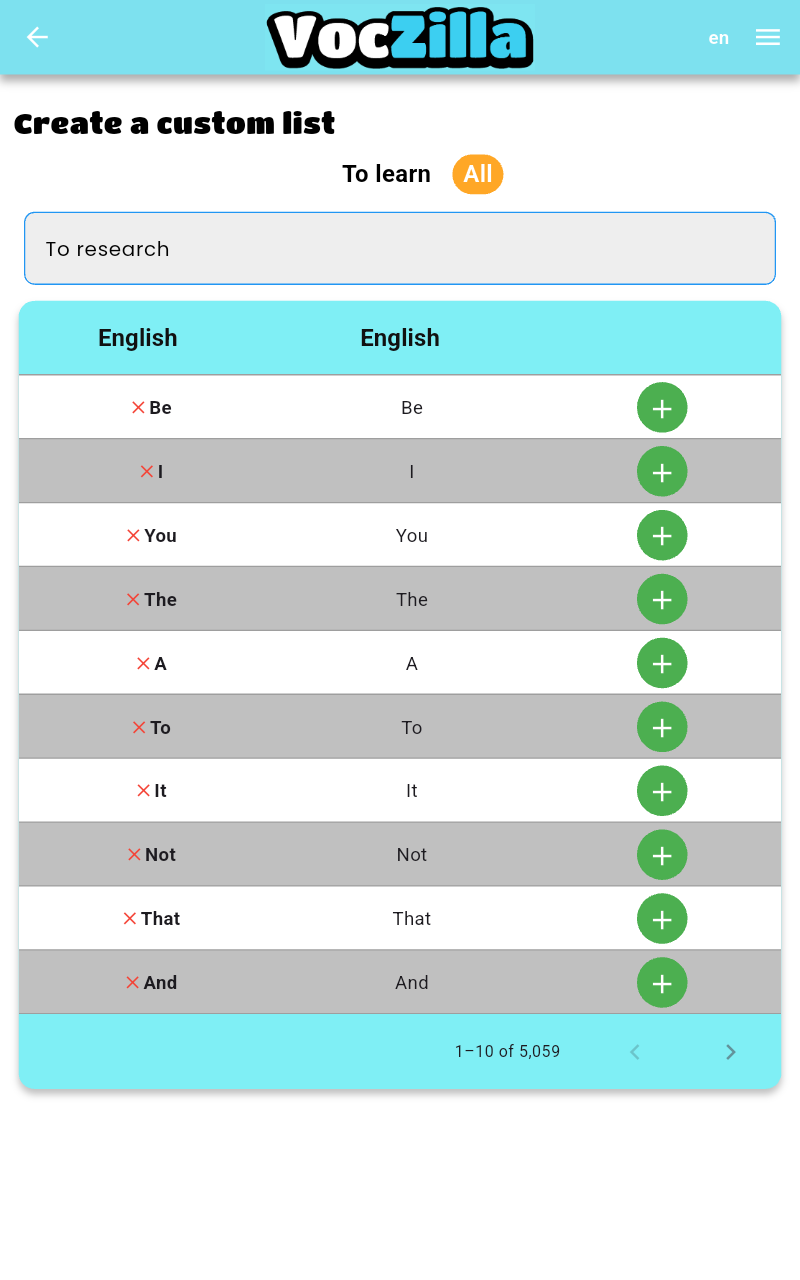 VocZilla
en
Create a custom list
To learn All
To research
English English
Be Be
I I
You You
The The
A A
To To
It It
Not Not
That That
And And
1–10 of 5,059